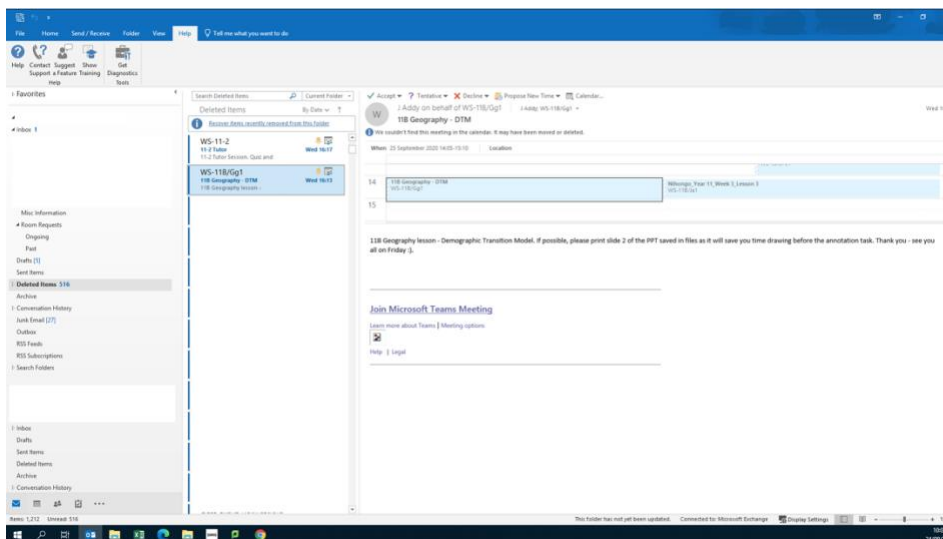 File Home Send / Receive Folder View Help Tell me what you want to do
Help Contact Support Suggest a Feature Show Training Get Diagnostics
Help Tools
Favorites
Search Deleted Items Current Folder
Deleted Items By Date
Recover items recently removed from this folder
WS-11-2
11-2 Tutor Wed 16:17
11-2 Tutor Session. Quiz and
WS-11B/Gg1
11B Geography - DTM Wed 16:13
11B Geography lesson -
Inbox 1
Misc Information
Room Requests
Ongoing
Past
Drafts [1]
Sent Items
Deleted Items 516
Archive
Conversation History
Junk Email [27]
Outbox
RSS Feeds
RSS Subscriptions
Search Folders
Inbox
Drafts
Sent Items
Deleted Items
Archive
Conversation History
Accept Tentative Decline Propose New Time Calendar...
W
J Addy on behalf of WS-11B/Gg1 J Addy; WS-11B/Gg1
11B Geography - DTM
We couldn't find this meeting in the calendar. It may have been moved or deleted.
When 25 September 2020 14:05-15:10 Location
14 11B Geography - DTM
WS-11B/Gg1
15
11B Geography lesson - Demographic Transition Model. If possible, please print slide 2 of the PPT saved in files as it will save you time drawing before the annotation task. Thank you - see you
all on Friday :).
Join Microsoft Teams Meeting
Learn more about Teams | Meeting options
Help | Legal
Items: 1,212 Unread: 516 This folder has not yet been updated. Connected to: Microsoft Exchange Display Settings